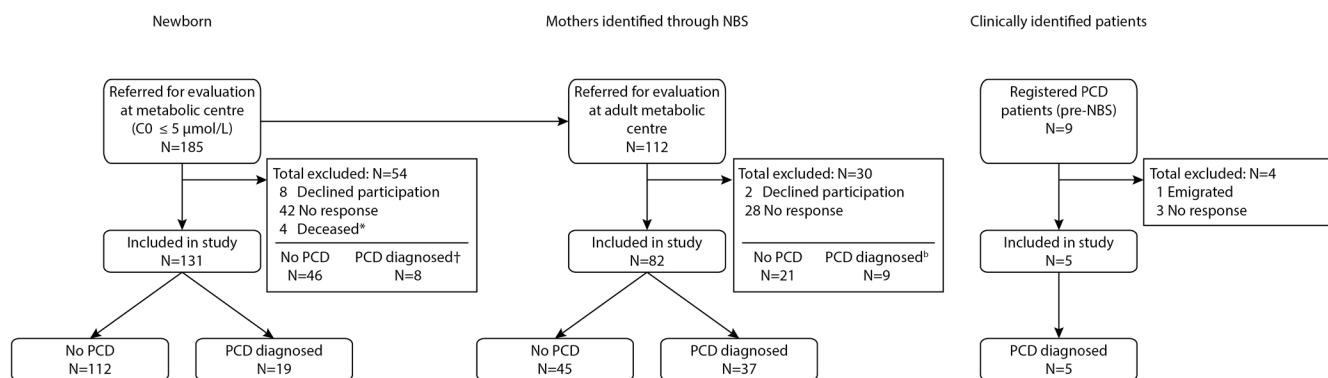 Newborn
Mothers identified through NBS
Clinically identified patients
Referred for evaluation
at metabolic centre
(C0 ≤ 5 μmol/L)
N=185
Referred for evaluation
at adult metabolic
centre
N=112
Registered PCD
patients (pre-NBS)
N=9
Total excluded: N=54
8 Declined participation
42 No response
4 Deceased*
No PCD PCD diagnosed†
N=46 N=8
Total excluded: N=30
2 Declined participation
28 No response
No PCD PCD diagnosedᵇ
N=21 N=9
Total excluded: N=4
1 Emigrated
3 No response
Included in study
N=131
Included in study
N=82
Included in study
N=5
No PCD
N=112
PCD diagnosed
N=19
No PCD
N=45
PCD diagnosed
N=37
PCD diagnosed
N=5